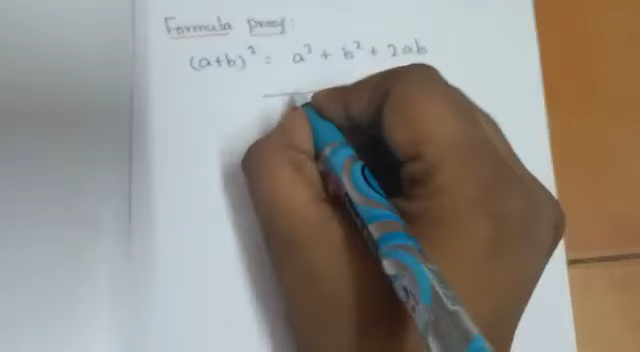 Formula proof:
(a+b)² = a² + b² + 2ab